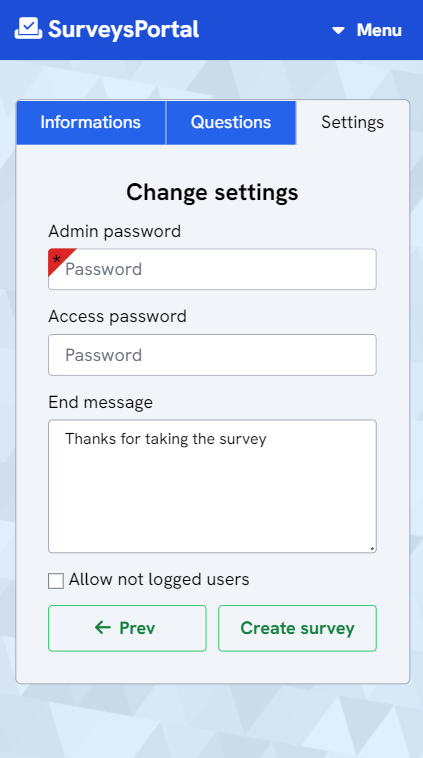 SurveysPortal
Menu
Informations
Questions
Settings
Change settings
Admin password
* Password
Access password
Password
End message
Thanks for taking the survey
Allow not logged users
Prev
Create survey